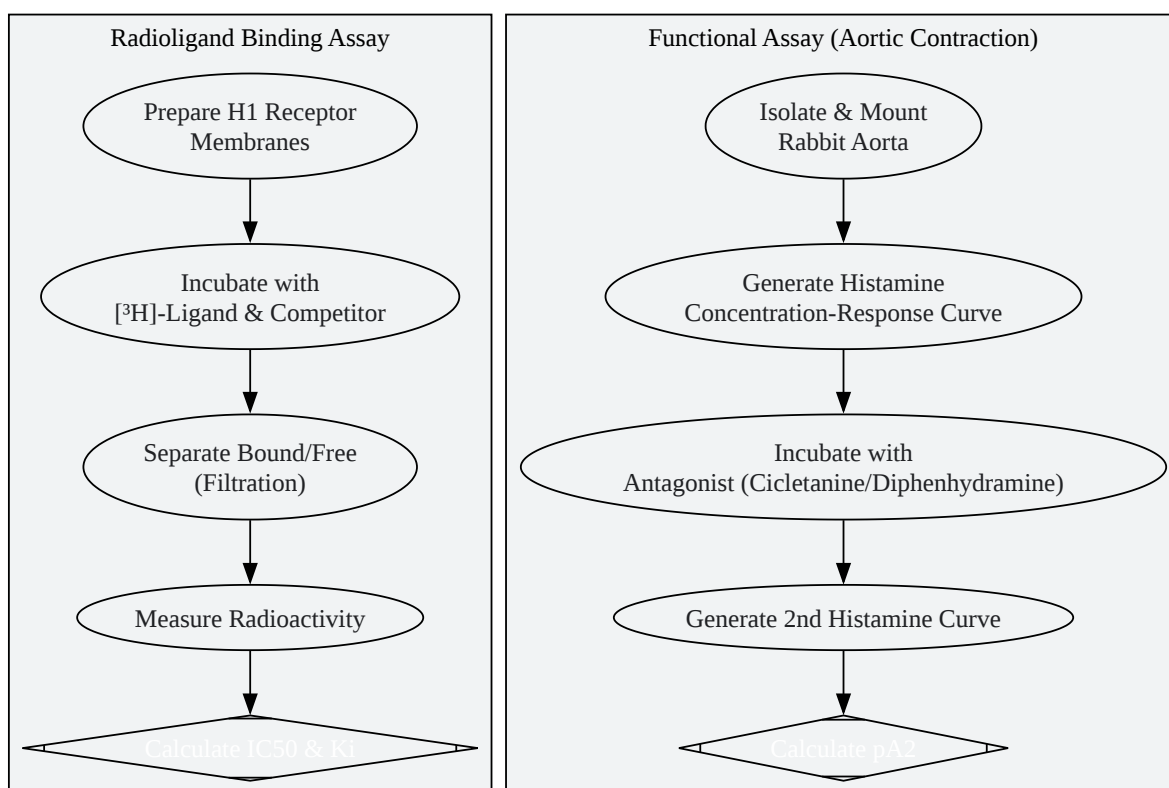 Radioligand Binding Assay
Prepare H1 Receptor
Membranes
Incubate with
[³H]-Ligand & Competitor
Separate Bound/Free
(Filtration)
Measure Radioactivity
Calculate IC50 & Ki
Functional Assay (Aortic Contraction)
Isolate & Mount
Rabbit Aorta
Generate Histamine
Concentration-Response Curve
Incubate with
Antagonist (Cicletanine/Diphenhydramine)
Generate 2nd Histamine Curve
Calculate pA2